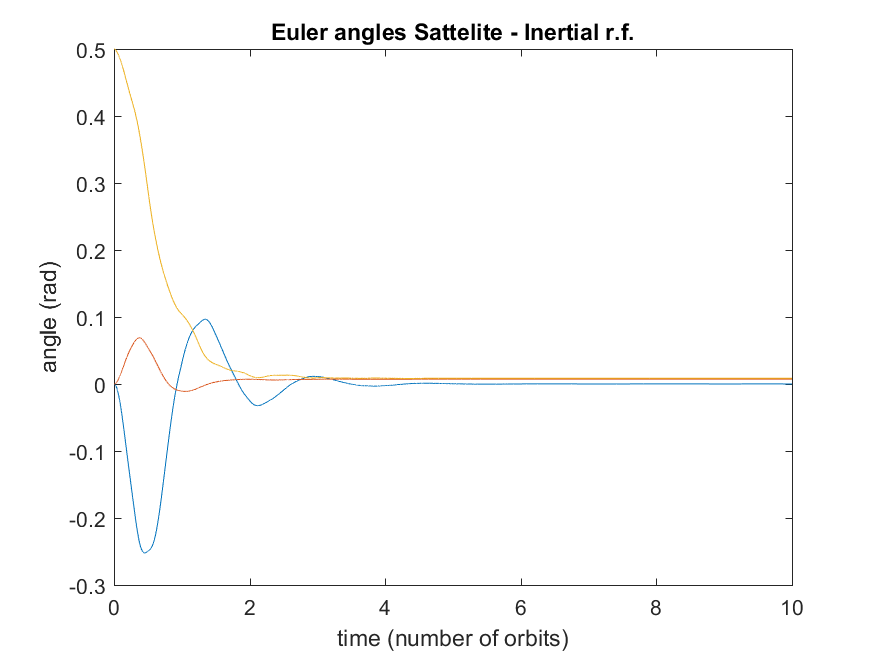 Euler angles Sattelite - Inertial r.f.
0.5
0.4
0.3
0.2
0.1
0
-0.1
-0.2
-0.3
angle (rad)
0 2 4 6 8 10
time (number of orbits)